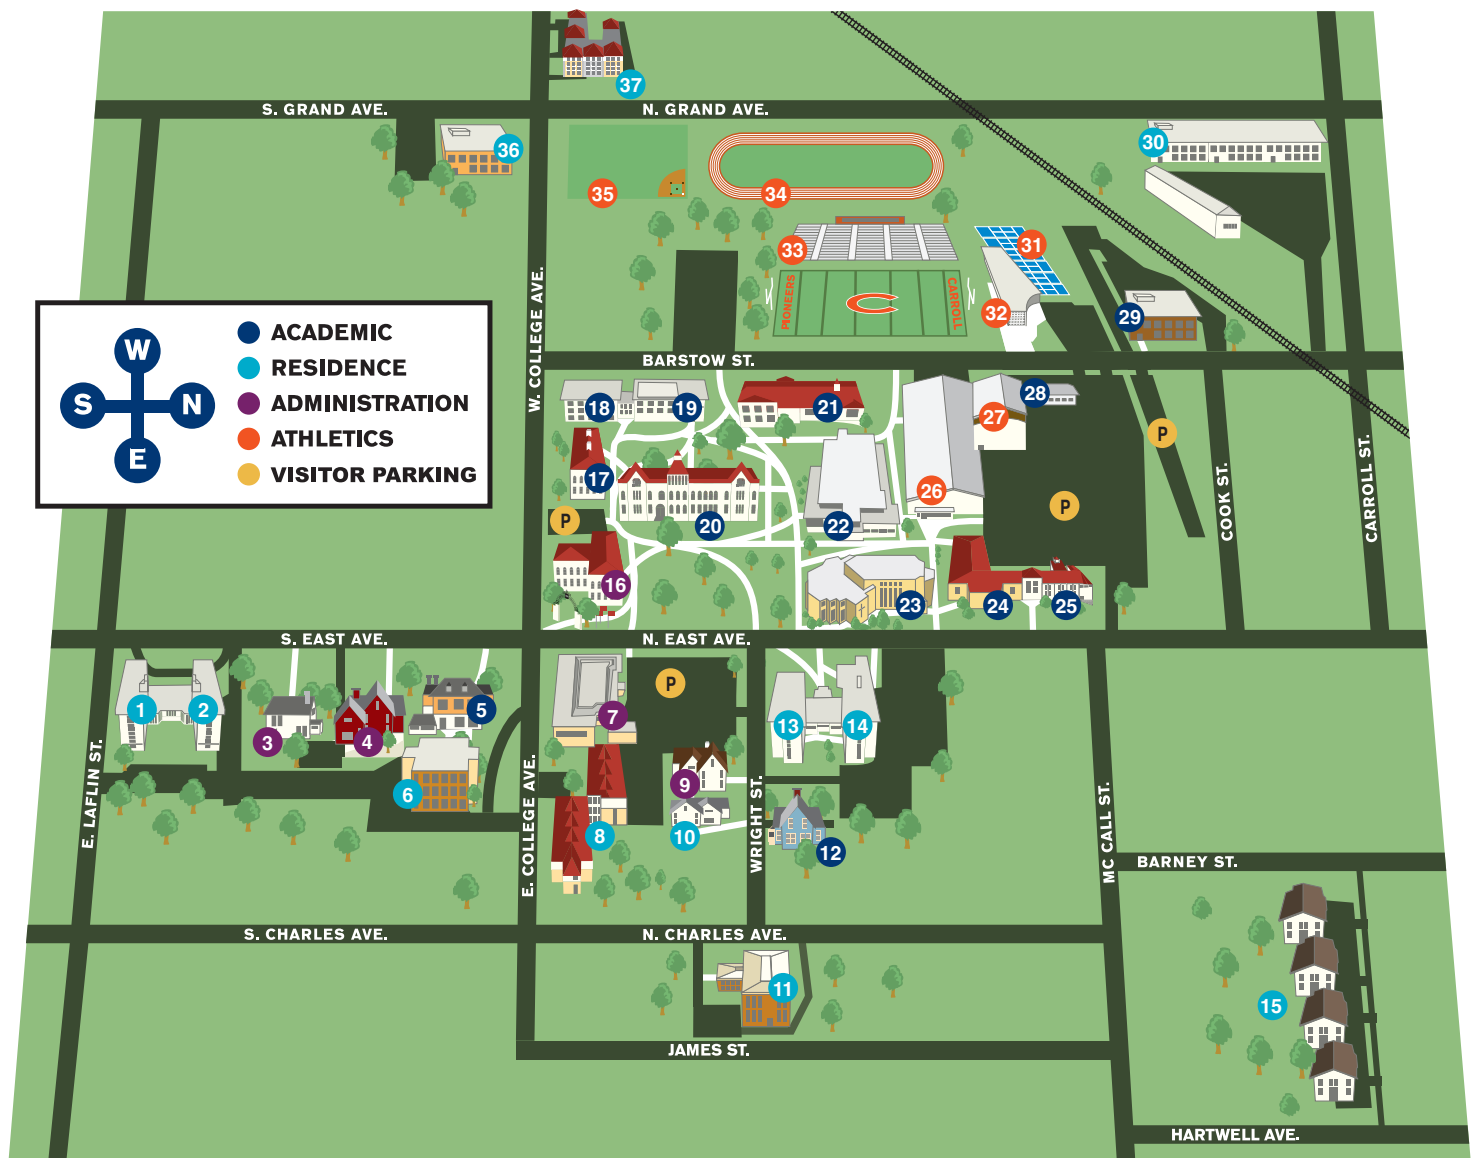 37
S. GRAND AVE.
N. GRAND AVE.
36
30
35
34
33
31
32
PIONEERS
C
CARROLL
29
W. COLLEGE AVE.
W
S
N
E
ACADEMIC
RESIDENCE
ADMINISTRATION
ATHLETICS
VISITOR PARKING
BARSTOW ST.
18
19
21
28
27
P
17
26
P
P
20
22
COOK ST.
CARROLL ST.
16
23
24
25
S. EAST AVE.
N. EAST AVE.
1
2
3
4
5
6
7
P
13
14
8
9
10
12
E. LAFLIN ST.
E. COLLEGE AVE.
WRIGHT ST.
MC CALL ST.
BARNEY ST.
S. CHARLES AVE.
N. CHARLES AVE.
11
15
JAMES ST.
HARTWELL AVE.